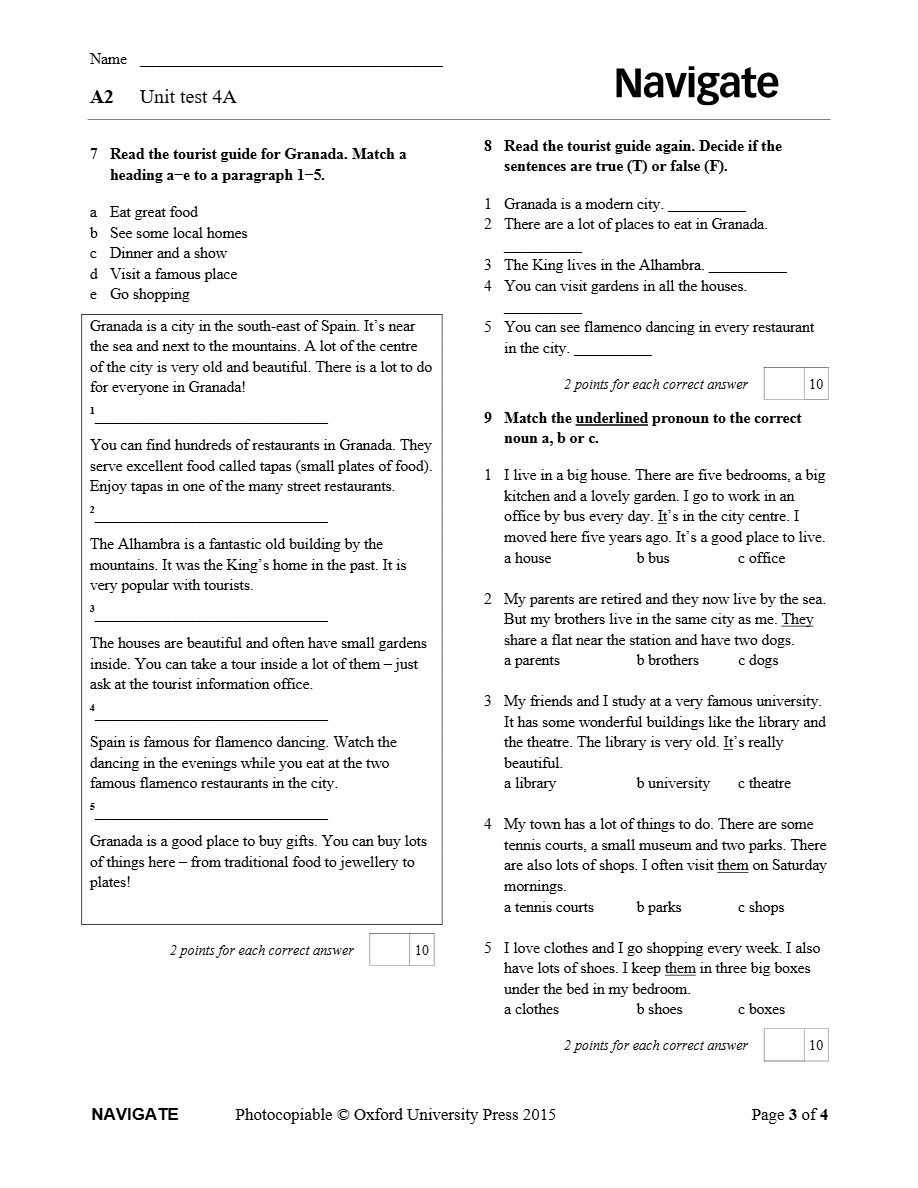 Name ____________________________________
Navigate
A2 Unit test 4A
7 Read the tourist guide for Granada. Match a
heading a−e to a paragraph 1−5.
a Eat great food
b See some local homes
c Dinner and a show
d Visit a famous place
e Go shopping
Granada is a city in the south-east of Spain. It’s near
the sea and next to the mountains. A lot of the centre
of the city is very old and beautiful. There is a lot to do
for everyone in Granada!
1 ______________________________
You can find hundreds of restaurants in Granada. They
serve excellent food called tapas (small plates of food).
Enjoy tapas in one of the many street restaurants.
2 ______________________________
The Alhambra is a fantastic old building by the
mountains. It was the King’s home in the past. It is
very popular with tourists.
3 ______________________________
The houses are beautiful and often have small gardens
inside. You can take a tour inside a lot of them – just
ask at the tourist information office.
4 ______________________________
Spain is famous for flamenco dancing. Watch the
dancing in the evenings while you eat at the two
famous flamenco restaurants in the city.
5 ______________________________
Granada is a good place to buy gifts. You can buy lots
of things here – from traditional food to jewellery to
plates!
2 points for each correct answer 10
8 Read the tourist guide again. Decide if the
sentences are true (T) or false (F).
1 Granada is a modern city. __________
2 There are a lot of places to eat in Granada.
__________
3 The King lives in the Alhambra. __________
4 You can visit gardens in all the houses.
__________
5 You can see flamenco dancing in every restaurant
in the city. __________
2 points for each correct answer 10
9 Match the underlined pronoun to the correct
noun a, b or c.
1 I live in a big house. There are five bedrooms, a big
kitchen and a lovely garden. I go to work in an
office by bus every day. It’s in the city centre. I
moved here five years ago. It’s a good place to live.
a house b bus c office
2 My parents are retired and they now live by the sea.
But my brothers live in the same city as me. They
share a flat near the station and have two dogs.
a parents b brothers c dogs
3 My friends and I study at a very famous university.
It has some wonderful buildings like the library and
the theatre. The library is very old. It’s really
beautiful.
a library b university c theatre
4 My town has a lot of things to do. There are some
tennis courts, a small museum and two parks. There
are also lots of shops. I often visit them on Saturday
mornings.
a tennis courts b parks c shops
5 I love clothes and I go shopping every week. I also
have lots of shoes. I keep them in three big boxes
under the bed in my bedroom.
a clothes b shoes c boxes
2 points for each correct answer 10
NAVIGATE Photocopiable © Oxford University Press 2015 Page 3 of 4